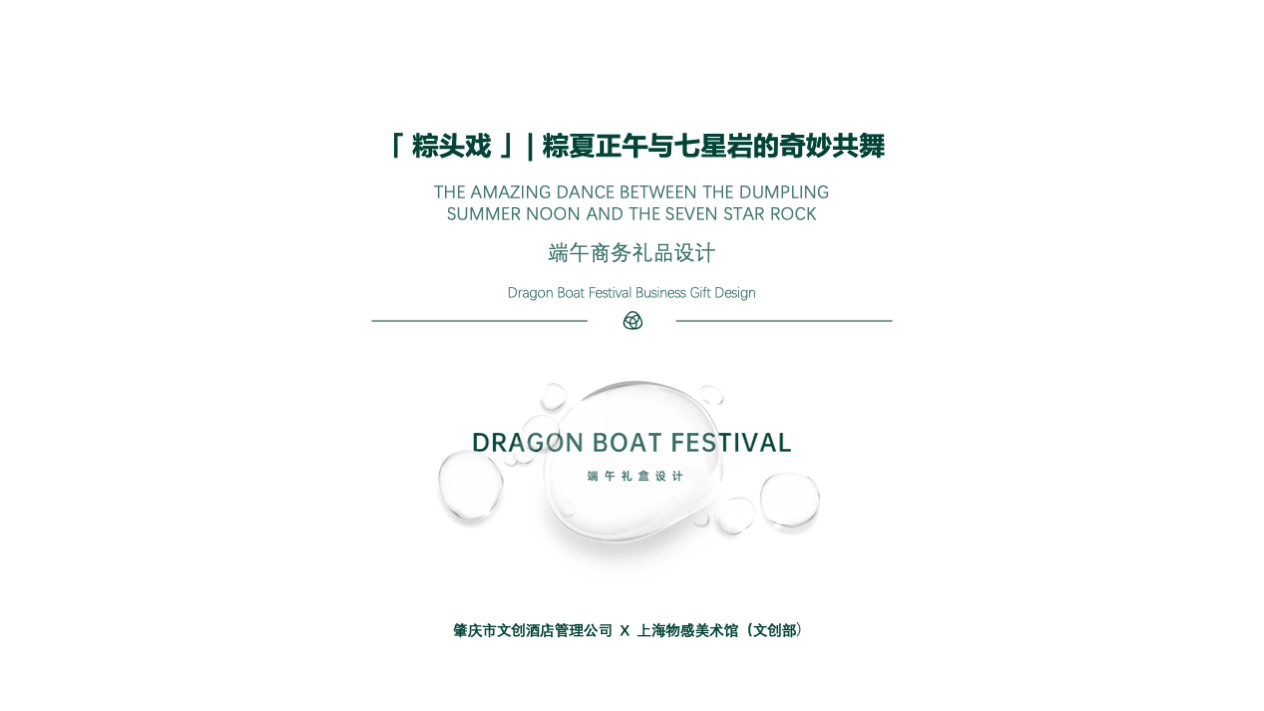 「 粽头戏 」| 粽夏正午与七星岩的奇妙共舞
THE AMAZING DANCE BETWEEN THE DUMPLING
SUMMER NOON AND THE SEVEN STAR ROCK
端午商务礼品设计
Dragon Boat Festival Business Gift Design
DRAGON BOAT FESTIVAL
端午礼盒设计
肇庆市文创酒店管理公司 X 上海物感美术馆（文创部）